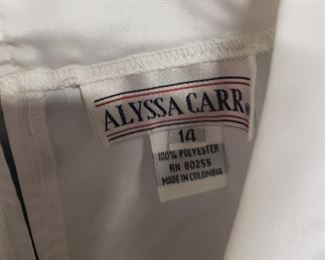 ALYSSA CARR®
14
100% POLYESTER
RN 80255
MADE IN COLOMBIA